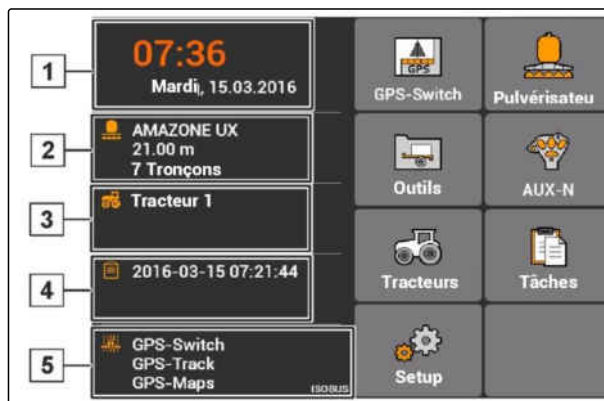 1
07:36
Mardi, 15.03.2016
2
AMAZONE UX
21.00 m
7 Tronçons
3
Tracteur 1
4
2016-03-15 07:21:44
5
GPS-Switch
GPS-Track
GPS-Maps
ISOBUS
GPS
GPS-Switch
Pulvérisateu
Outils
AUX-N
Tracteurs
Tâches
Setup